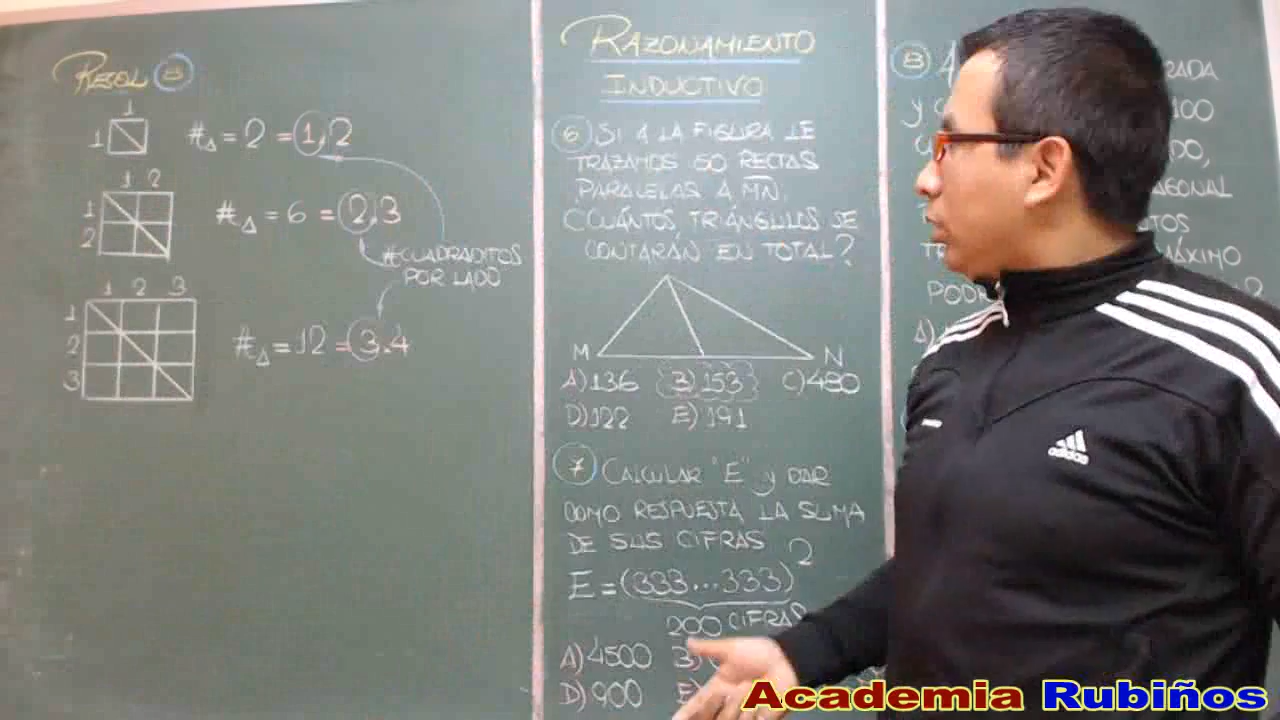 RESOL 8
1
1
#△ = 2 = 1.2
1 2
1
2
#△ = 6 = 2.3
#CUADRADITOS
POR LADO
1 2 3
1
2
3
#△ = 12 = 3.4
RAZONAMIENTO
INDUCTIVO
6 SI A LA FIGURA LE
TRAZAMOS 60 RECTAS
PARALELAS A MN.
CUÁNTOS TRIÁNGULOS SE
CONTARÁN EN TOTAL?
M N
A) 136 B) 153 C) 480
D) 122 E) 191
7 CALCULAR "E" y DAR
COMO RESPUESTA LA SUMA
DE SUS CIFRAS
E = (333...333)²
200 CIFRAS
A) 4500 B)
D) 900 E)
8
y
adidas
Academia Rubiños